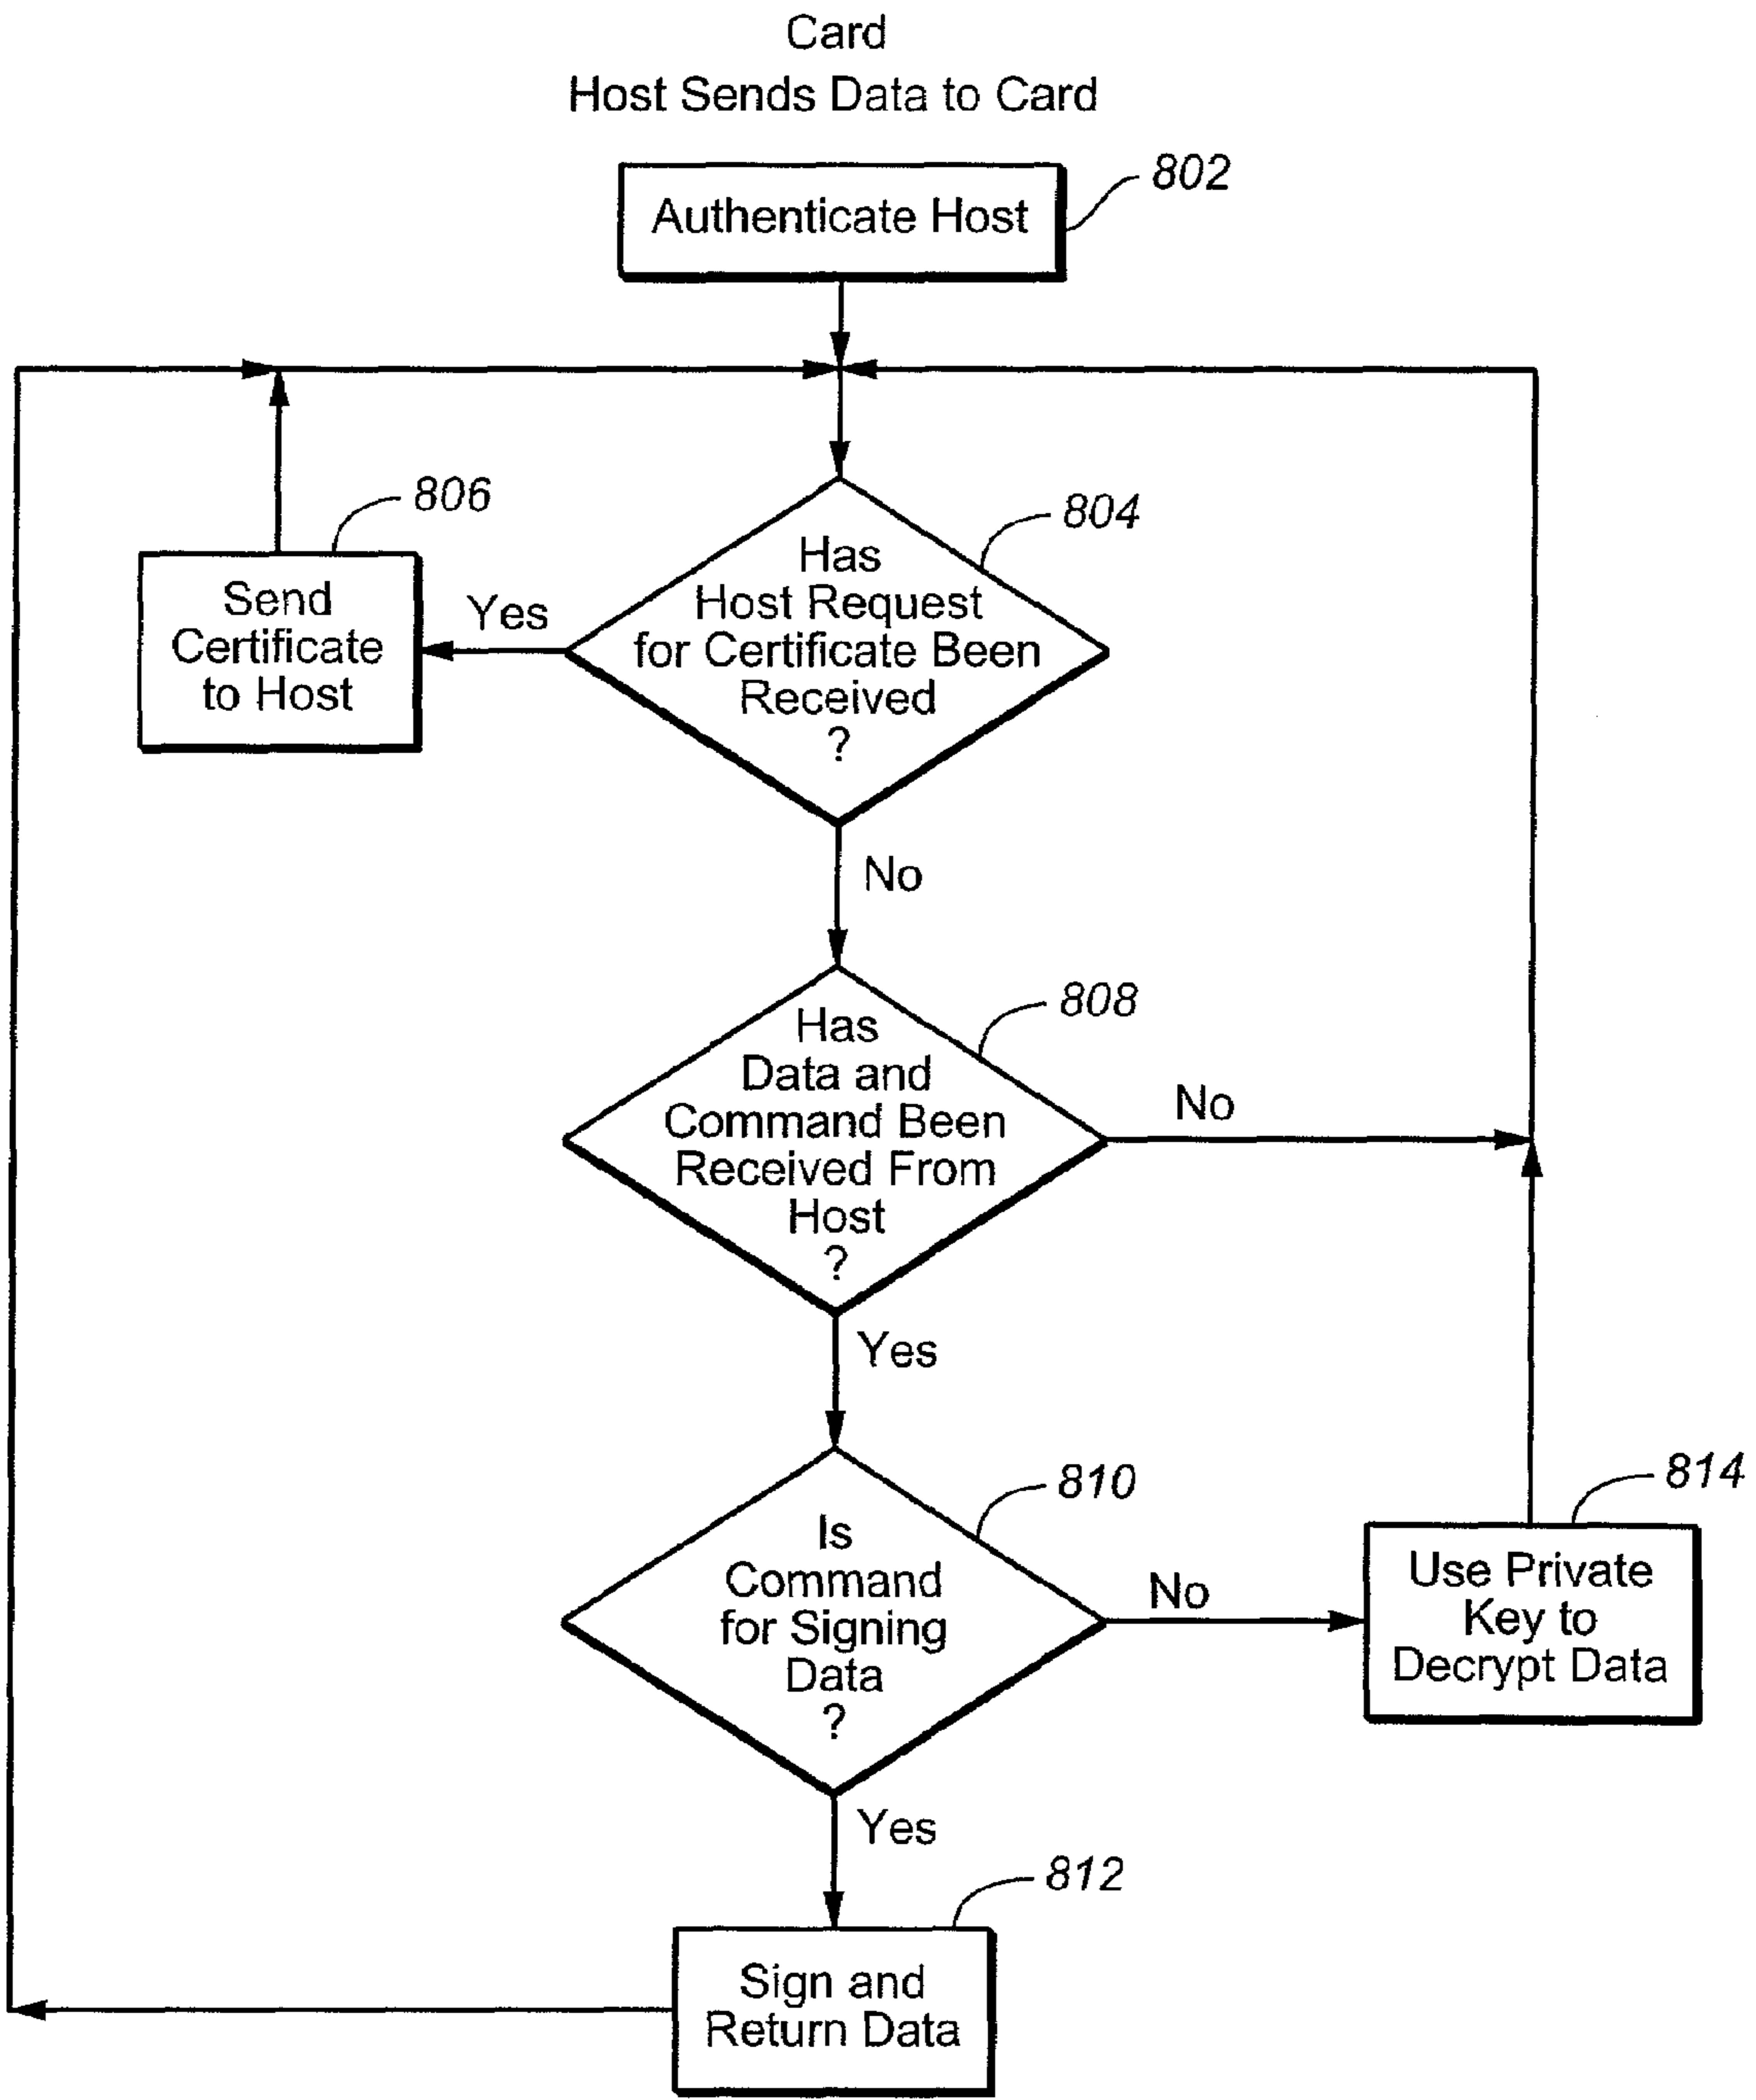 Card
Host Sends Data to Card
802
Authenticate Host
806
804
Send
Certificate
to Host
Yes
Has
Host Request
for Certificate Been
Received
?
No
808
Has
Data and
Command Been
Received From
Host
?
No
Yes
810
814
Is
Command
for Signing
Data
?
No
Use Private
Key to
Decrypt Data
Yes
812
Sign and
Return Data